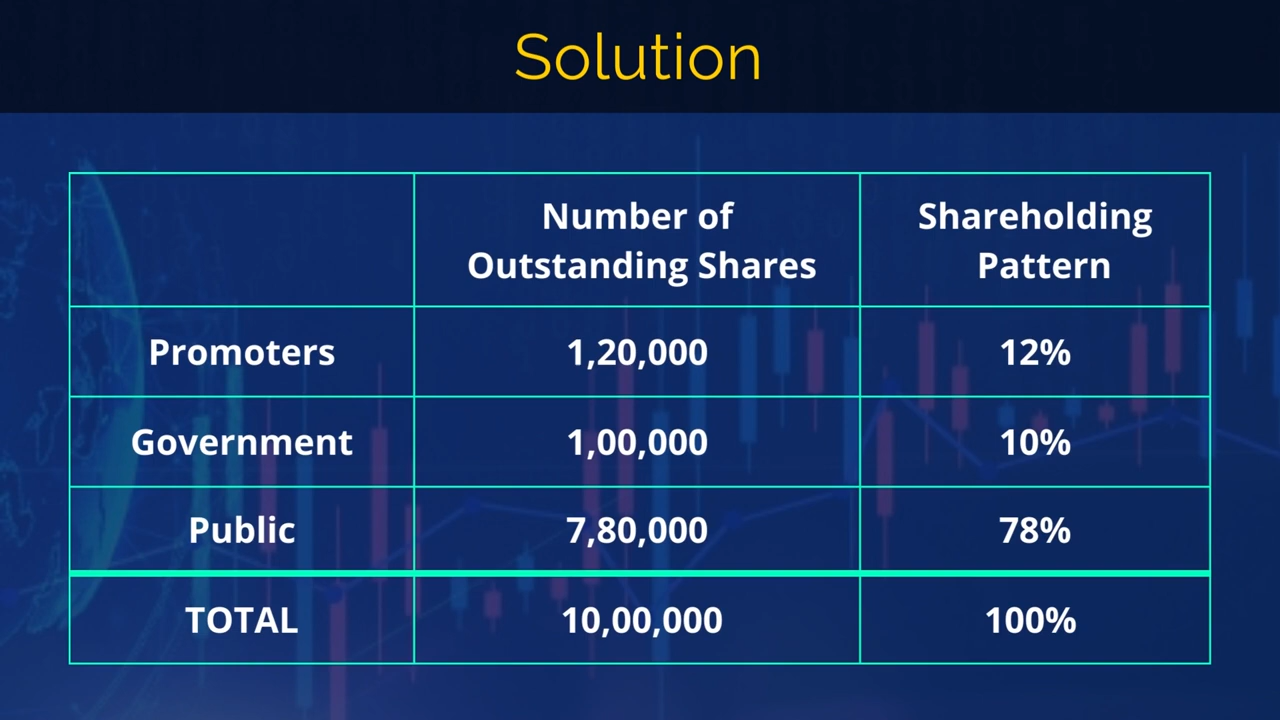 Solution
Number of Outstanding Shares
Shareholding Pattern
Promoters 1,20,000 12%
Government 1,00,000 10%
Public 7,80,000 78%
TOTAL 10,00,000 100%